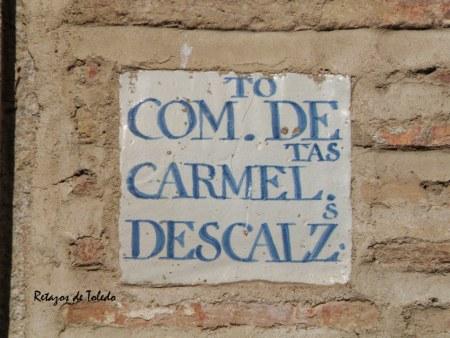 TO
COM. DE
TAS
CARMEL.
S
DESCALZ.
Retazos de Toledo